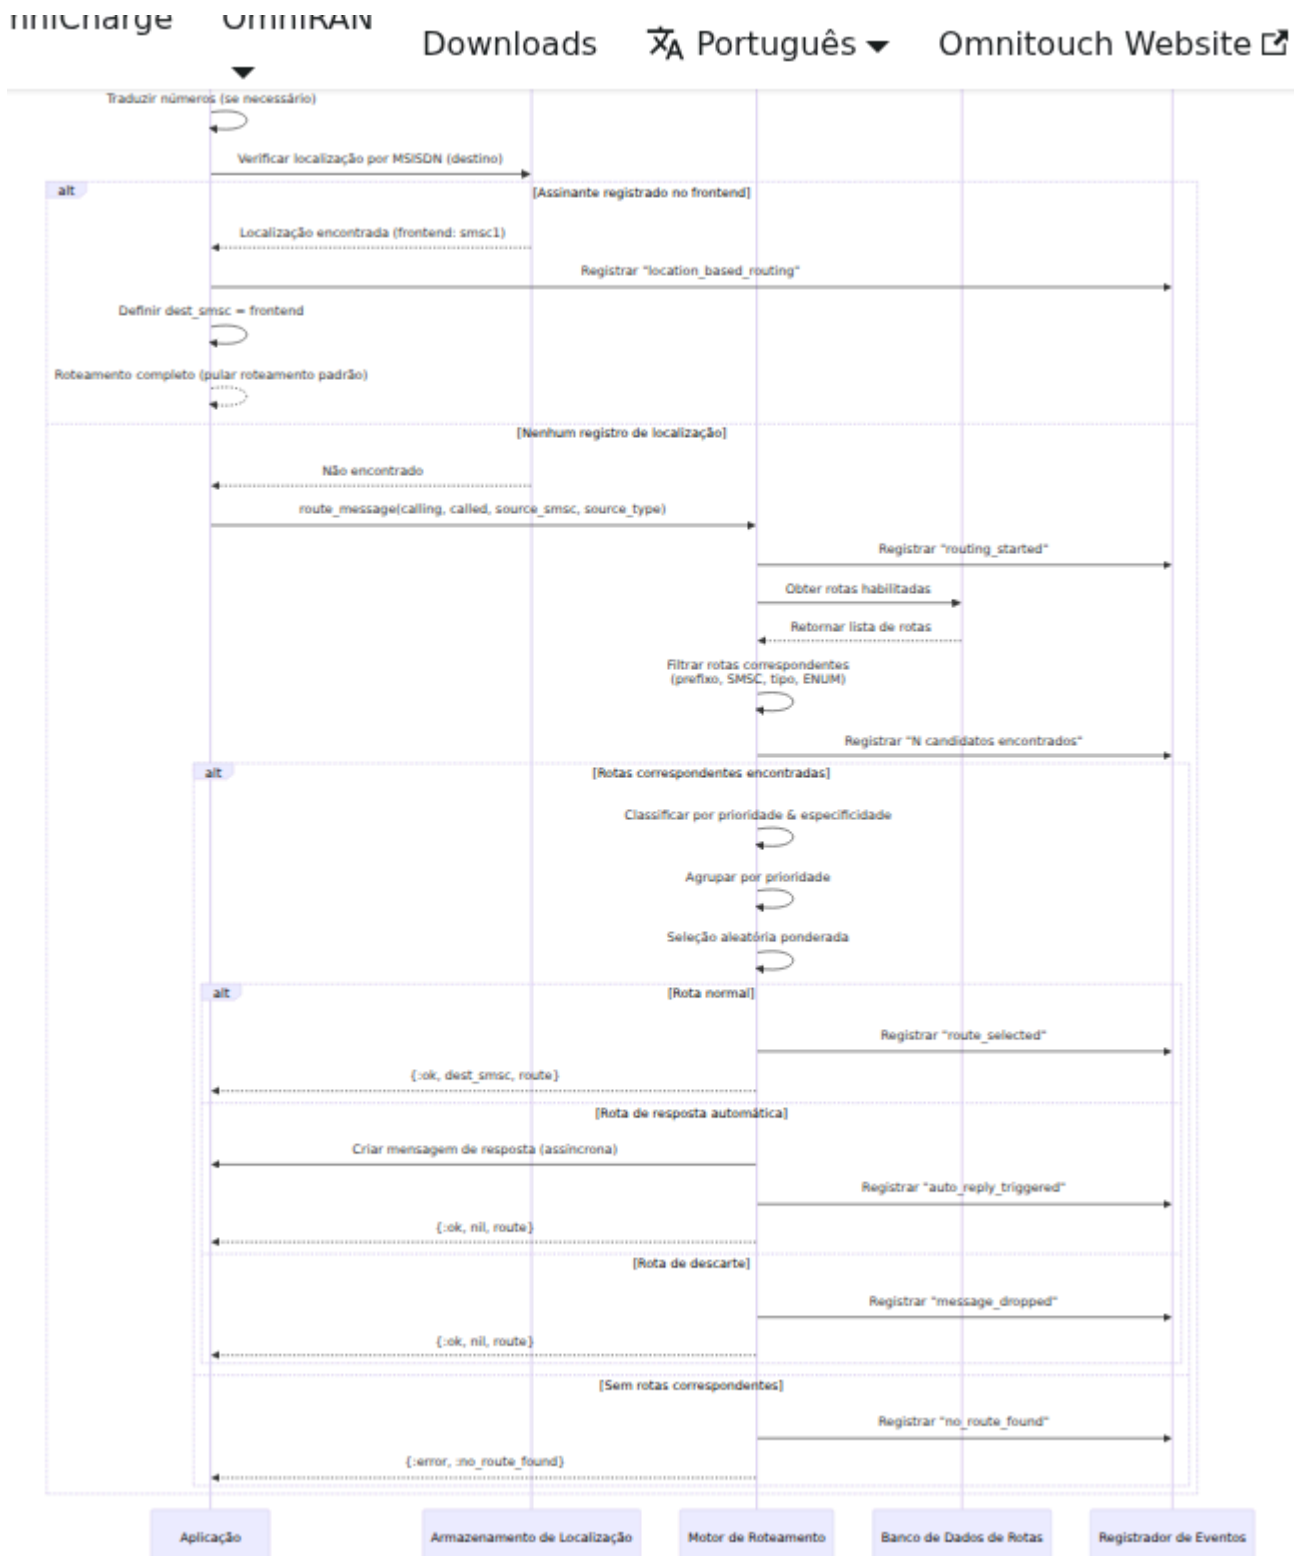 Downloads
Português
Omnitouch Website
Traduzir números (se necessário)
Verificar localização por MSISDN (destino)
alt
[Assinante registrado no frontend]
Localização encontrada (frontend: smsc1)
Registrar "location_based_routing"
Definir dest_smsc = frontend
Roteamento completo (pular roteamento padrão)
[Nenhum registro de localização]
Não encontrado
route_message(calling, called, source_smsc, source_type)
Registrar "routing_started"
Obter rotas habilitadas
Retornar lista de rotas
Filtrar rotas correspondentes
(prefixo, SMSC, tipo, ENUM)
Registrar "N candidatos encontrados"
alt
[Rotas correspondentes encontradas]
Classificar por prioridade & especificidade
Agrupar por prioridade
Seleção aleatória ponderada
alt
[Rota normal]
Registrar "route_selected"
{:ok, dest_smsc, route}
[Rota de resposta automática]
Criar mensagem de resposta (assíncrona)
Registrar "auto_reply_triggered"
{:ok, nil, route}
[Rota de descarte]
Registrar "message_dropped"
{:ok, nil, route}
[Sem rotas correspondentes]
Registrar "no_route_found"
{:error, :no_route_found}
Aplicação
Armazenamento de Localização
Motor de Roteamento
Banco de Dados de Rotas
Registrador de Eventos